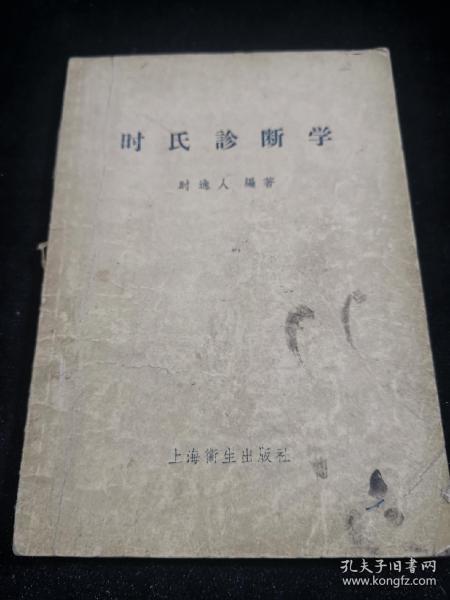 时氏診断学
时逸人 編著
上海衛生出版社
孔夫子旧书网
www.kongfz.com